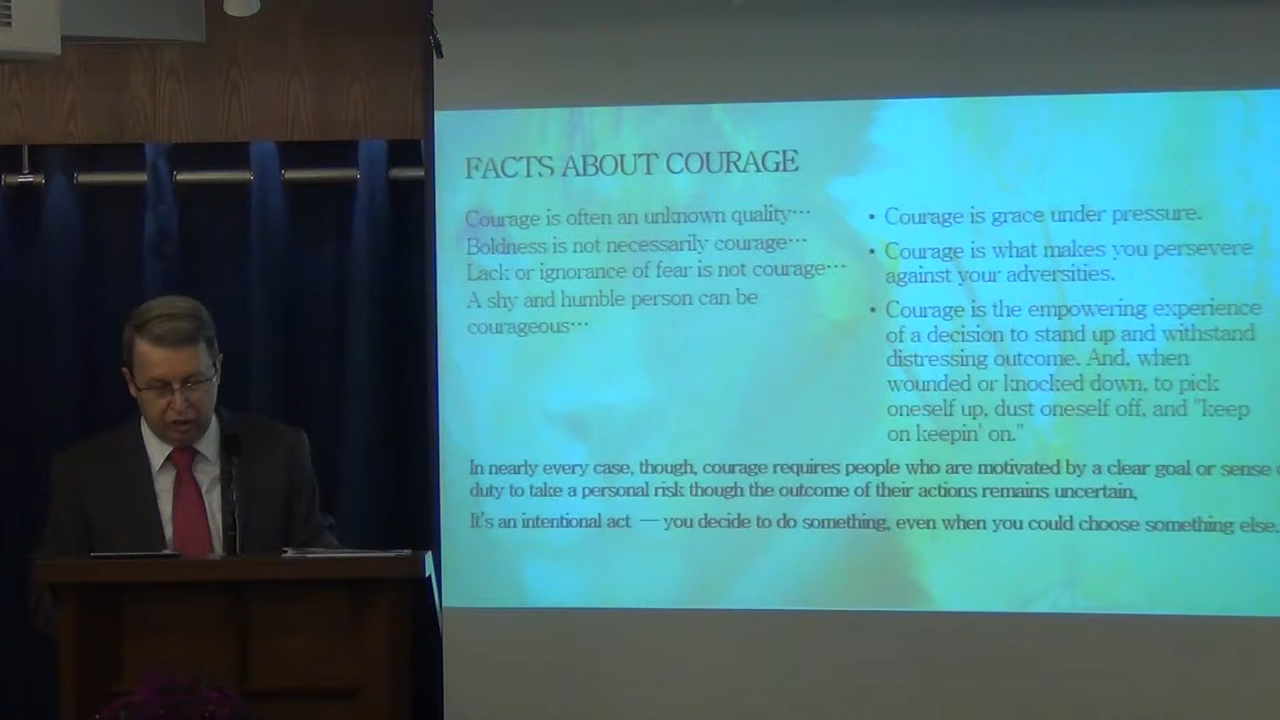 FACTS ABOUT COURAGE
Courage is often an unknown quality…
Boldness is not necessarily courage…
Lack or ignorance of fear is not courage…
A shy and humble person can be
courageous…
• Courage is grace under pressure.
• Courage is what makes you persevere
against your adversities.
• Courage is the empowering experience
of a decision to stand up and withstand
distressing outcome. And, when
wounded or knocked down, to pick
oneself up, dust oneself off, and "keep
on keepin' on."
In nearly every case, though, courage requires people who are motivated by a clear goal or sense
duty to take a personal risk though the outcome of their actions remains uncertain,
It's an intentional act — you decide to do something, even when you could choose something else.